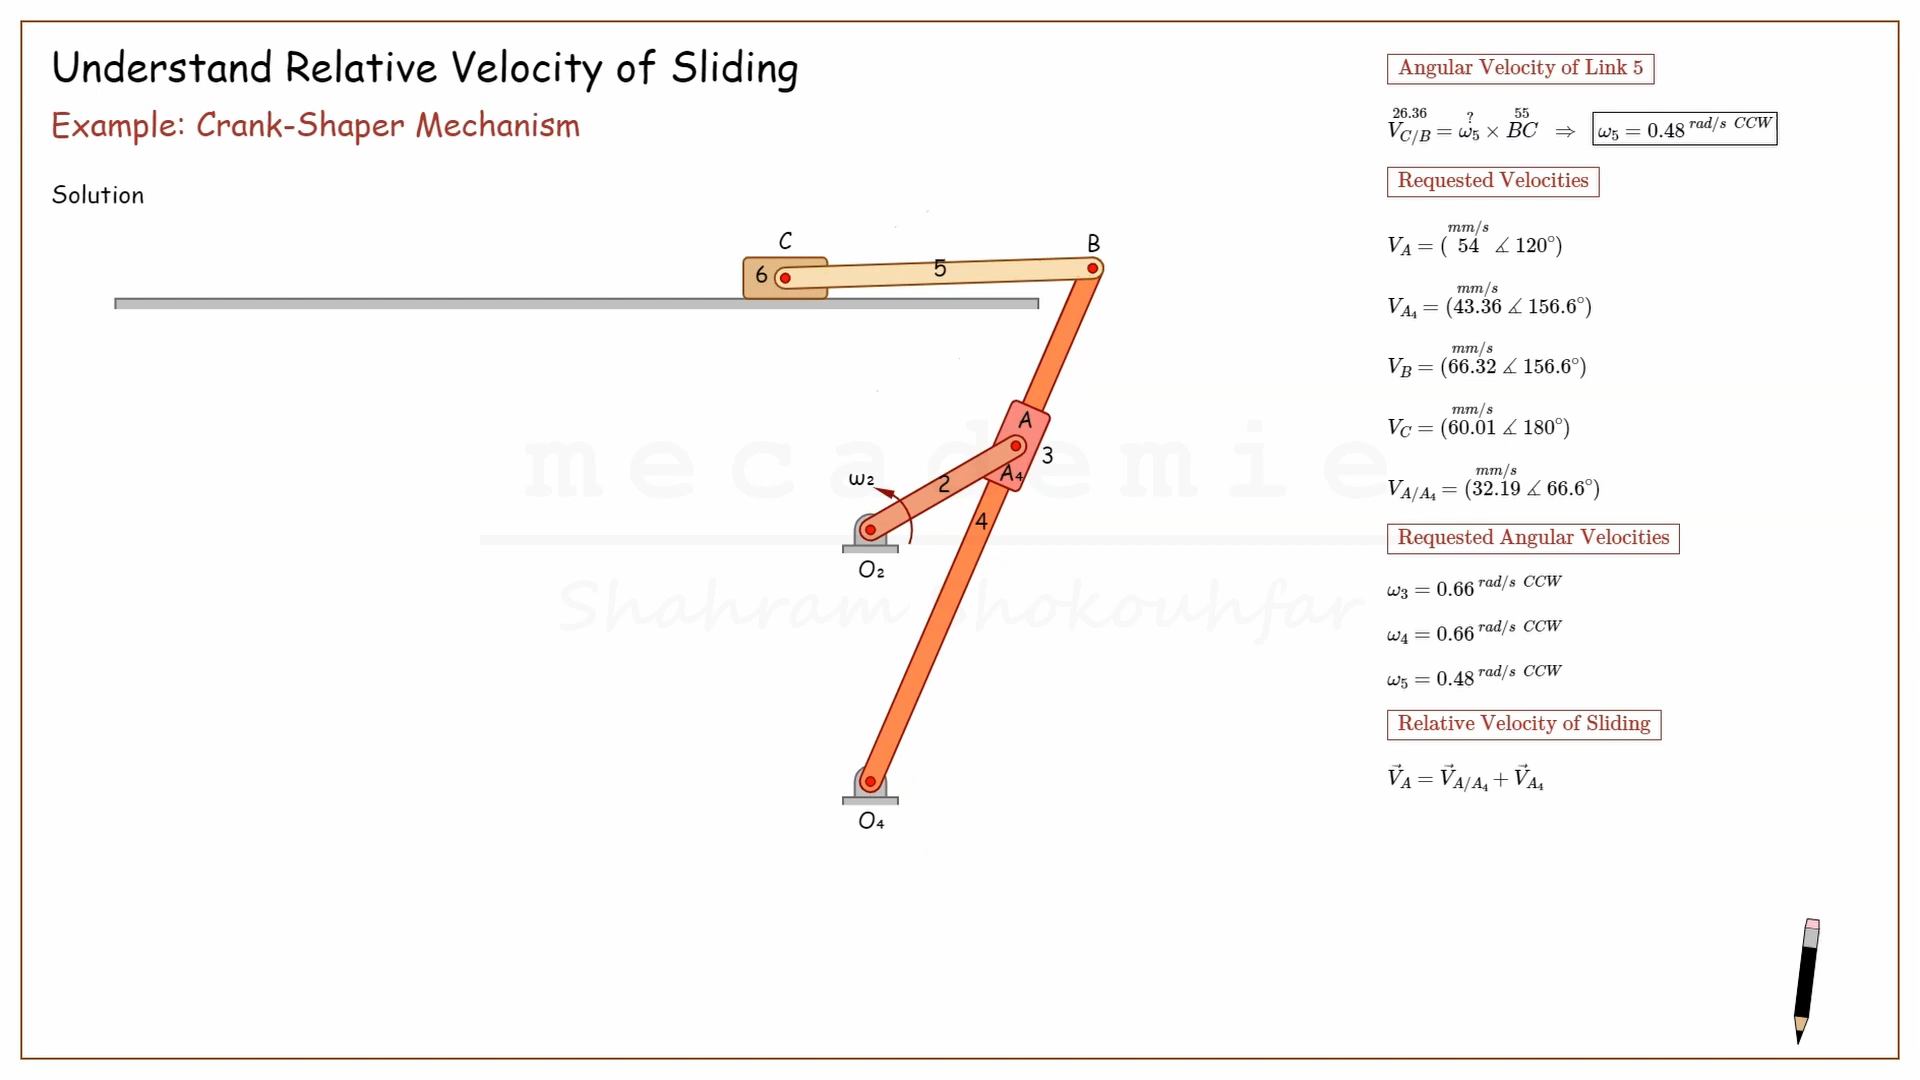 Understand Relative Velocity of Sliding
Example: Crank-Shaper Mechanism
Solution
C
B
6
5
A
A₄
3
ω₂
2
4
O₂
O₄
mecademie
Shahram Shokouhfar
Angular Velocity of Link 5
26.36 ? 55
V_{C/B} = ω₅ × BC ⇒ ω₅ = 0.48 rad/s CCW
Requested Velocities
mm/s
V_A = ( 54 ∡ 120°)
mm/s
V_{A₄} = (43.36 ∡ 156.6°)
mm/s
V_B = (66.32 ∡ 156.6°)
mm/s
V_C = (60.01 ∡ 180°)
mm/s
V_{A/A₄} = (32.19 ∡ 66.6°)
Requested Angular Velocities
ω₃ = 0.66 rad/s CCW
ω₄ = 0.66 rad/s CCW
ω₅ = 0.48 rad/s CCW
Relative Velocity of Sliding
V⃗_A = V⃗_{A/A₄} + V⃗_{A₄}